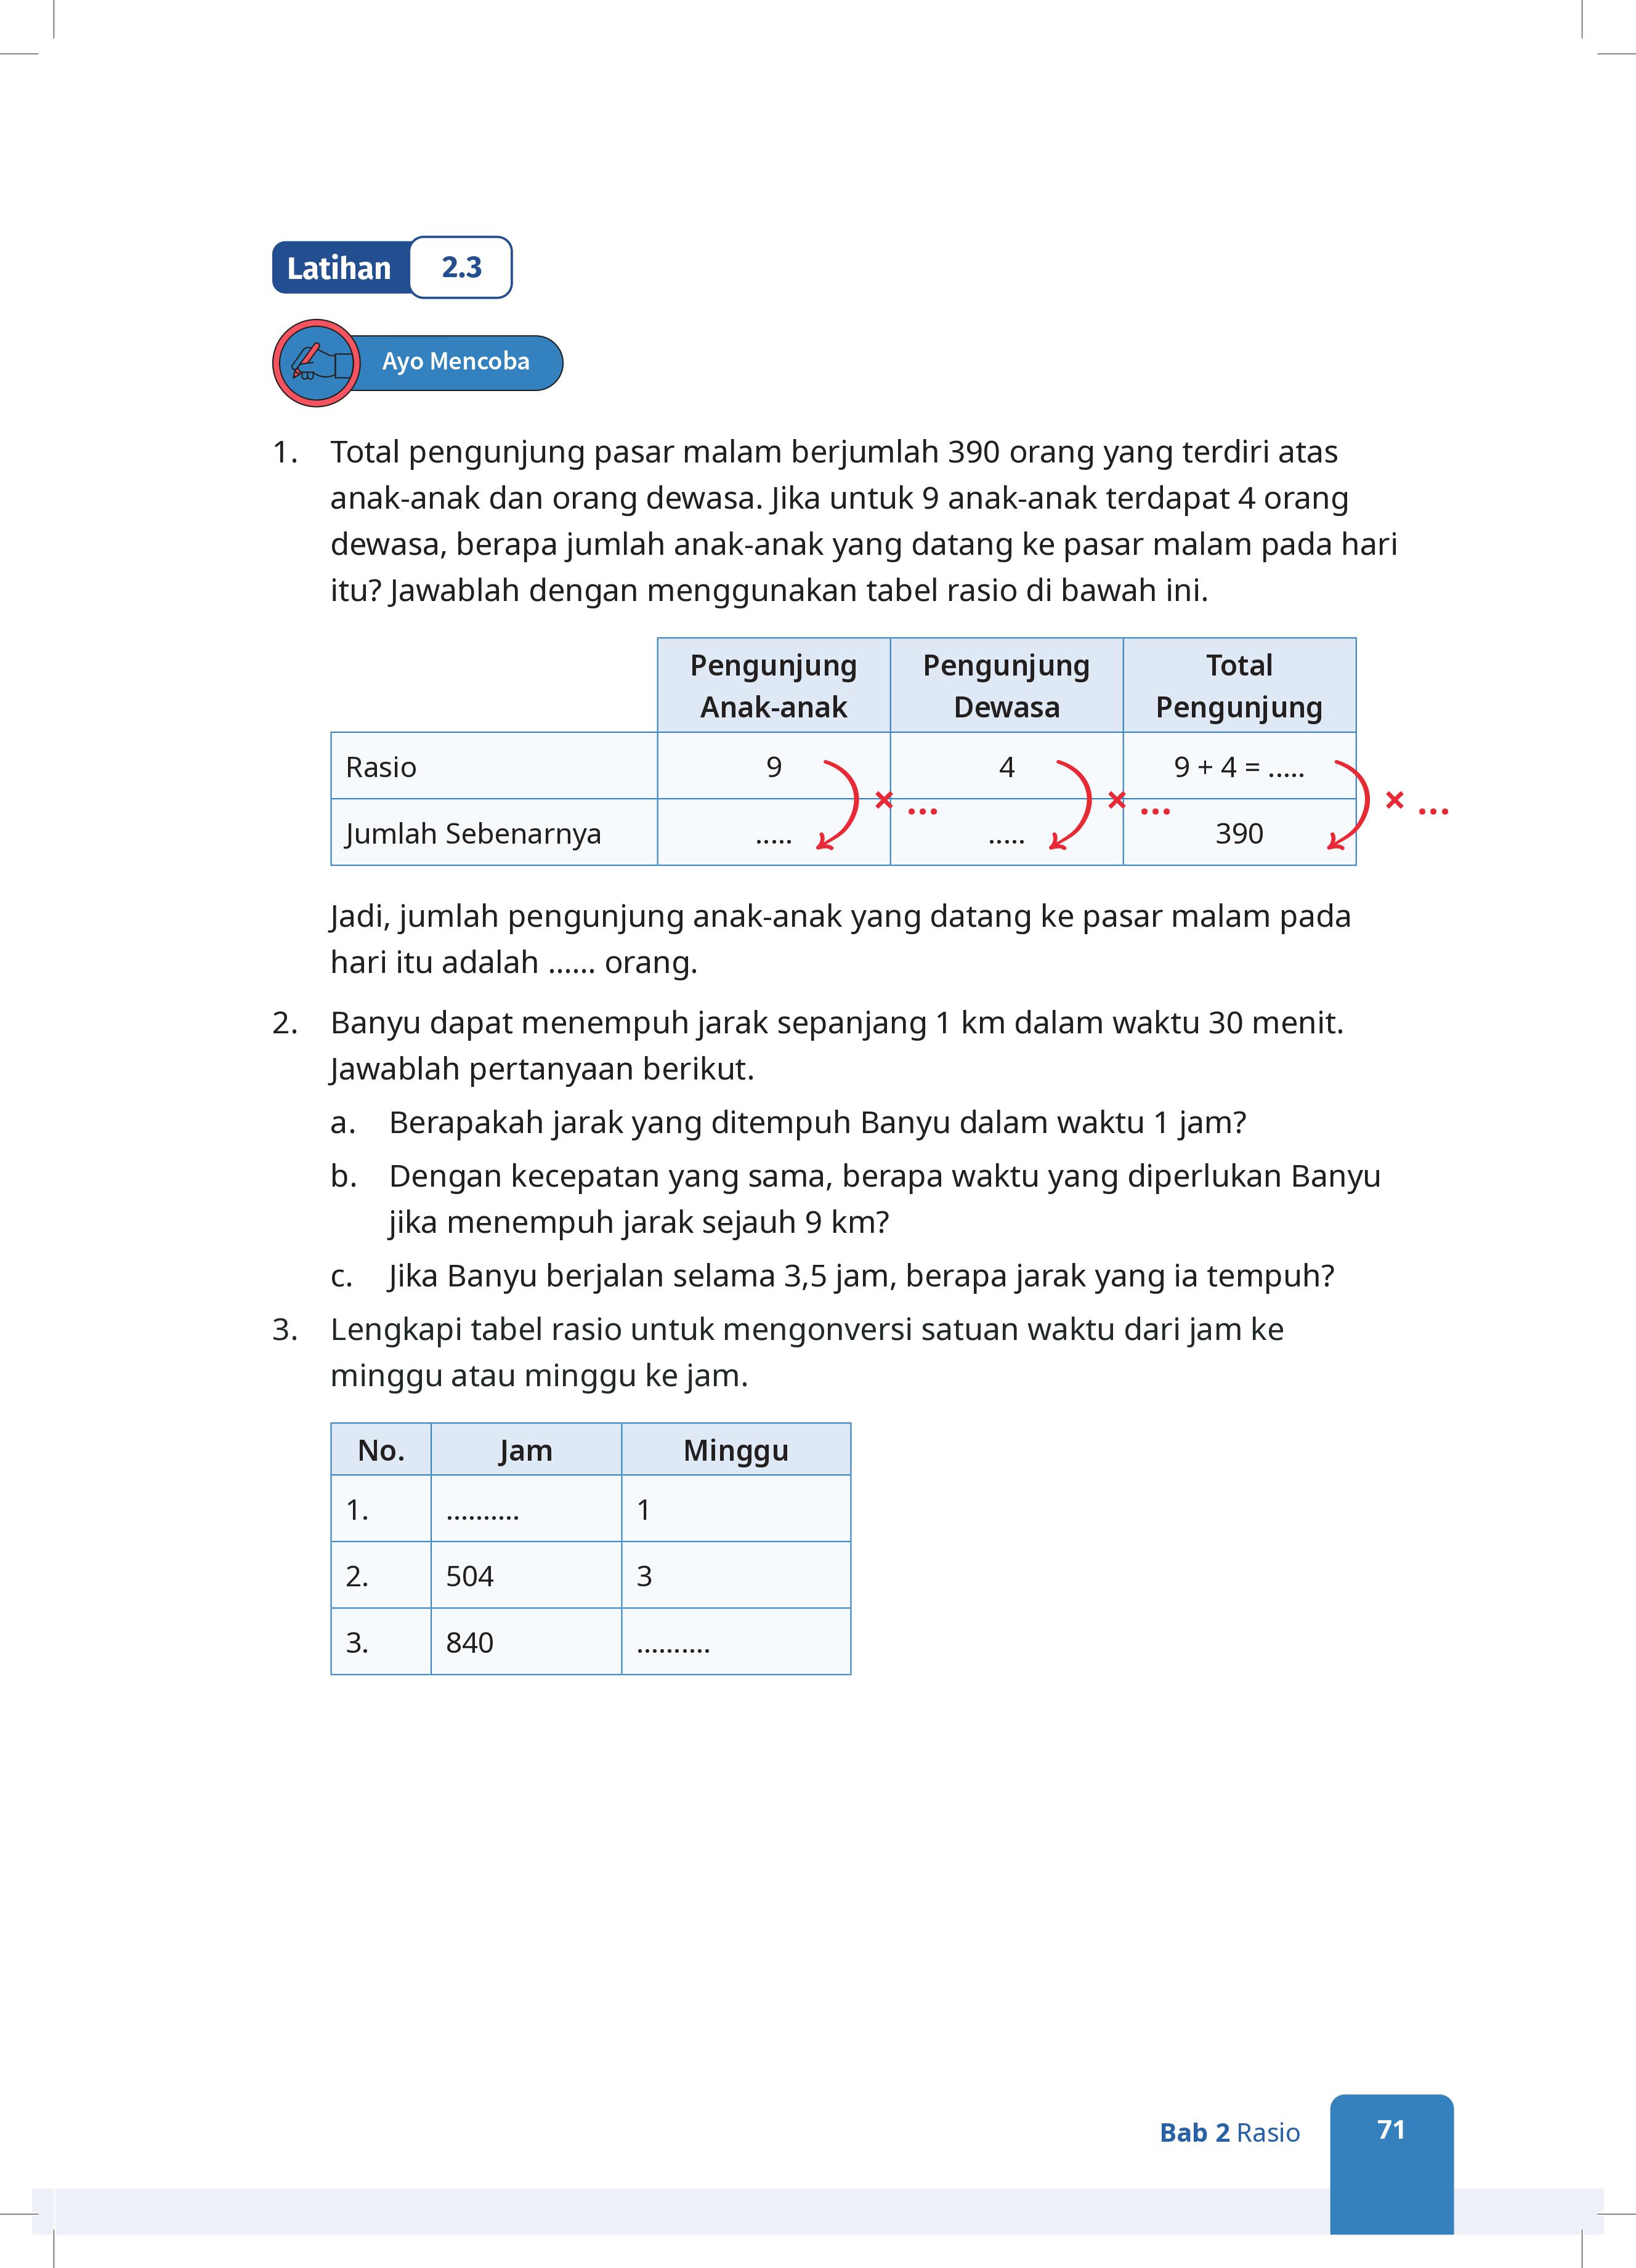 Latihan 2.3
Ayo Mencoba
1. Total pengunjung pasar malam berjumlah 390 orang yang terdiri atas
anak-anak dan orang dewasa. Jika untuk 9 anak-anak terdapat 4 orang
dewasa, berapa jumlah anak-anak yang datang ke pasar malam pada hari
itu? Jawablah dengan menggunakan tabel rasio di bawah ini.
Pengunjung Pengunjung Total
Anak-anak Dewasa Pengunjung
Rasio 9 4 9 + 4 = .....
× ... × ... × ...
Jumlah Sebenarnya ..... ..... 390
Jadi, jumlah pengunjung anak-anak yang datang ke pasar malam pada
hari itu adalah ...... orang.
2. Banyu dapat menempuh jarak sepanjang 1 km dalam waktu 30 menit.
Jawablah pertanyaan berikut.
a. Berapakah jarak yang ditempuh Banyu dalam waktu 1 jam?
b. Dengan kecepatan yang sama, berapa waktu yang diperlukan Banyu
jika menempuh jarak sejauh 9 km?
c. Jika Banyu berjalan selama 3,5 jam, berapa jarak yang ia tempuh?
3. Lengkapi tabel rasio untuk mengonversi satuan waktu dari jam ke
minggu atau minggu ke jam.
No. Jam Minggu
1. .......... 1
2. 504 3
3. 840 ..........
Bab 2 Rasio 71